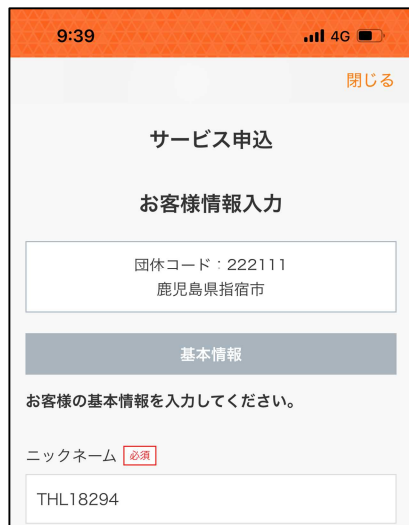 9:39 4G
閉じる
サービス申込
お客様情報入力
団体コード：222111
鹿児島県指宿市
基本情報
お客様の基本情報を入力してください。
ニックネーム 必須
THL18294